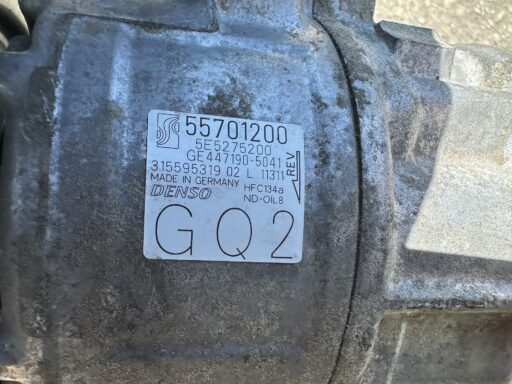 55701200
5E5275200
GE447190-5041
315595319 02 L 11311
REV
MADE IN GERMANY HFC134a
DENSO ND-OIL8
GQ2